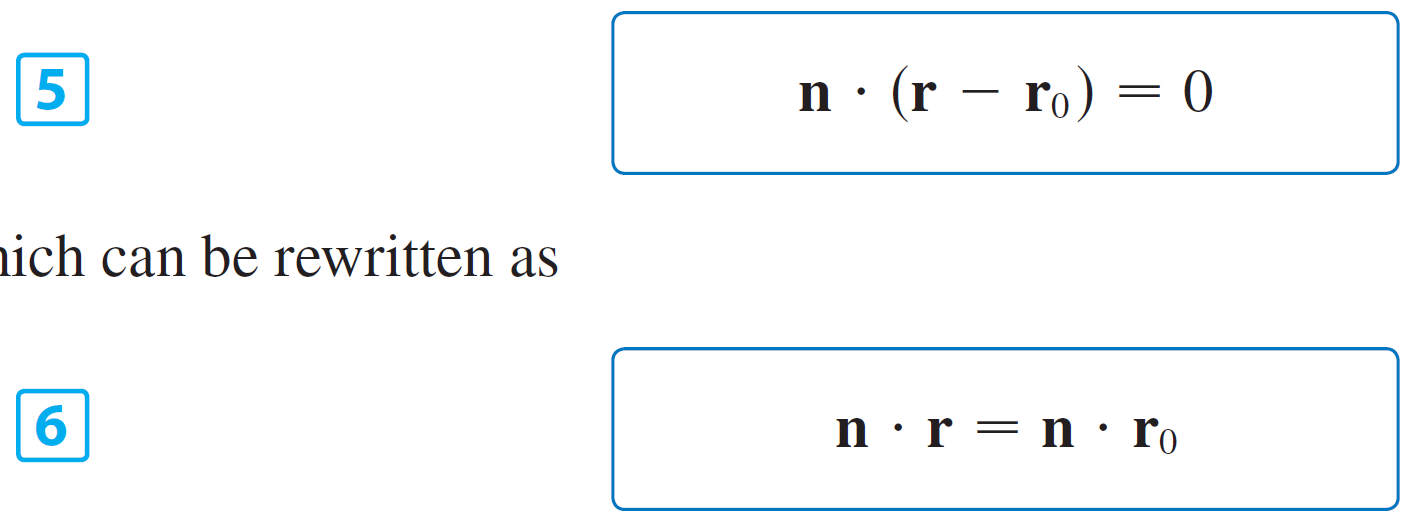 5 n · (r − r₀) = 0
hich can be rewritten as
6 n · r = n · r₀